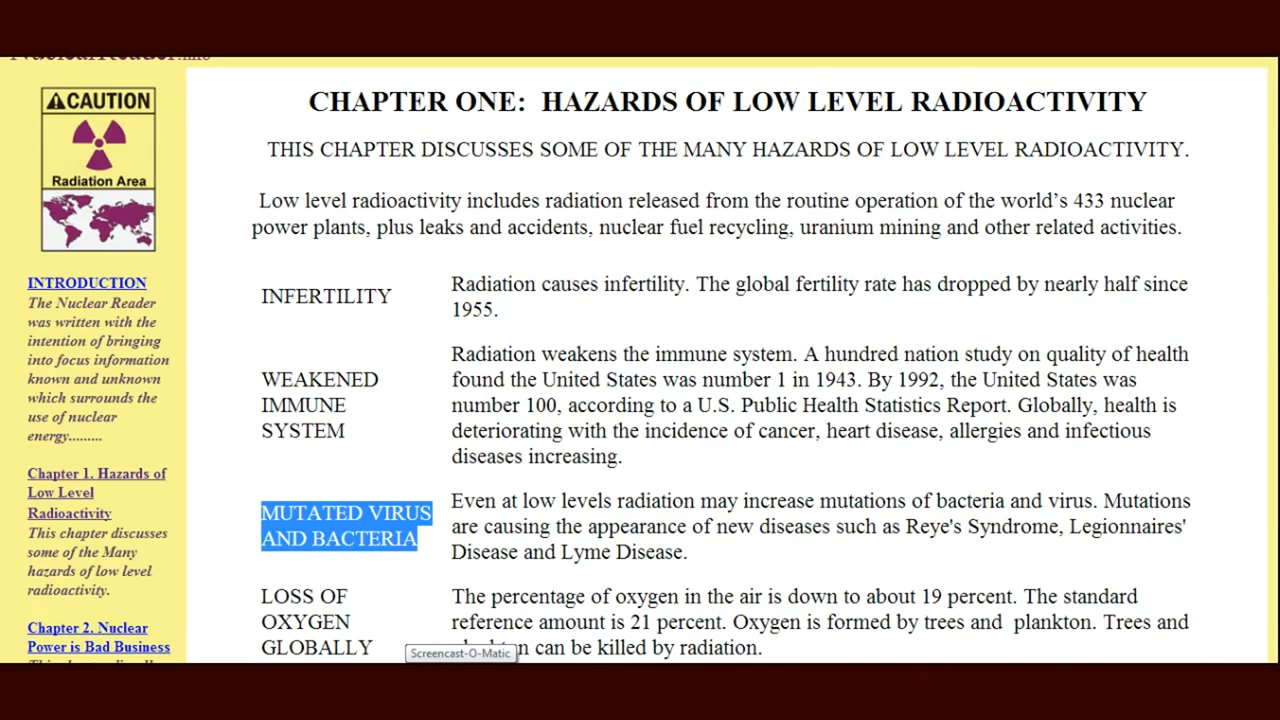 CHAPTER ONE: HAZARDS OF LOW LEVEL RADIOACTIVITY
THIS CHAPTER DISCUSSES SOME OF THE MANY HAZARDS OF LOW LEVEL RADIOACTIVITY.
Low level radioactivity includes radiation released from the routine operation of the world’s 433 nuclear
power plants, plus leaks and accidents, nuclear fuel recycling, uranium mining and other related activities.
INFERTILITY
Radiation causes infertility. The global fertility rate has dropped by nearly half since
1955.
WEAKENED
IMMUNE
SYSTEM
Radiation weakens the immune system. A hundred nation study on quality of health
found the United States was number 1 in 1943. By 1992, the United States was
number 100, according to a U.S. Public Health Statistics Report. Globally, health is
deteriorating with the incidence of cancer, heart disease, allergies and infectious
diseases increasing.
MUTATED VIRUS
AND BACTERIA
Even at low levels radiation may increase mutations of bacteria and virus. Mutations
are causing the appearance of new diseases such as Reye's Syndrome, Legionnaires'
Disease and Lyme Disease.
LOSS OF
OXYGEN
GLOBALLY
The percentage of oxygen in the air is down to about 19 percent. The standard
reference amount is 21 percent. Oxygen is formed by trees and plankton. Trees and
can be killed by radiation.
Screencast-O-Matic
CAUTION
Radiation Area
INTRODUCTION
The Nuclear Reader
was written with the
intention of bringing
into focus information
known and unknown
which surrounds the
use of nuclear
energy.........
Chapter 1. Hazards of
Low Level
Radioactivity
This chapter discusses
some of the Many
hazards of low level
radioactivity.
Chapter 2. Nuclear
Power is Bad Business